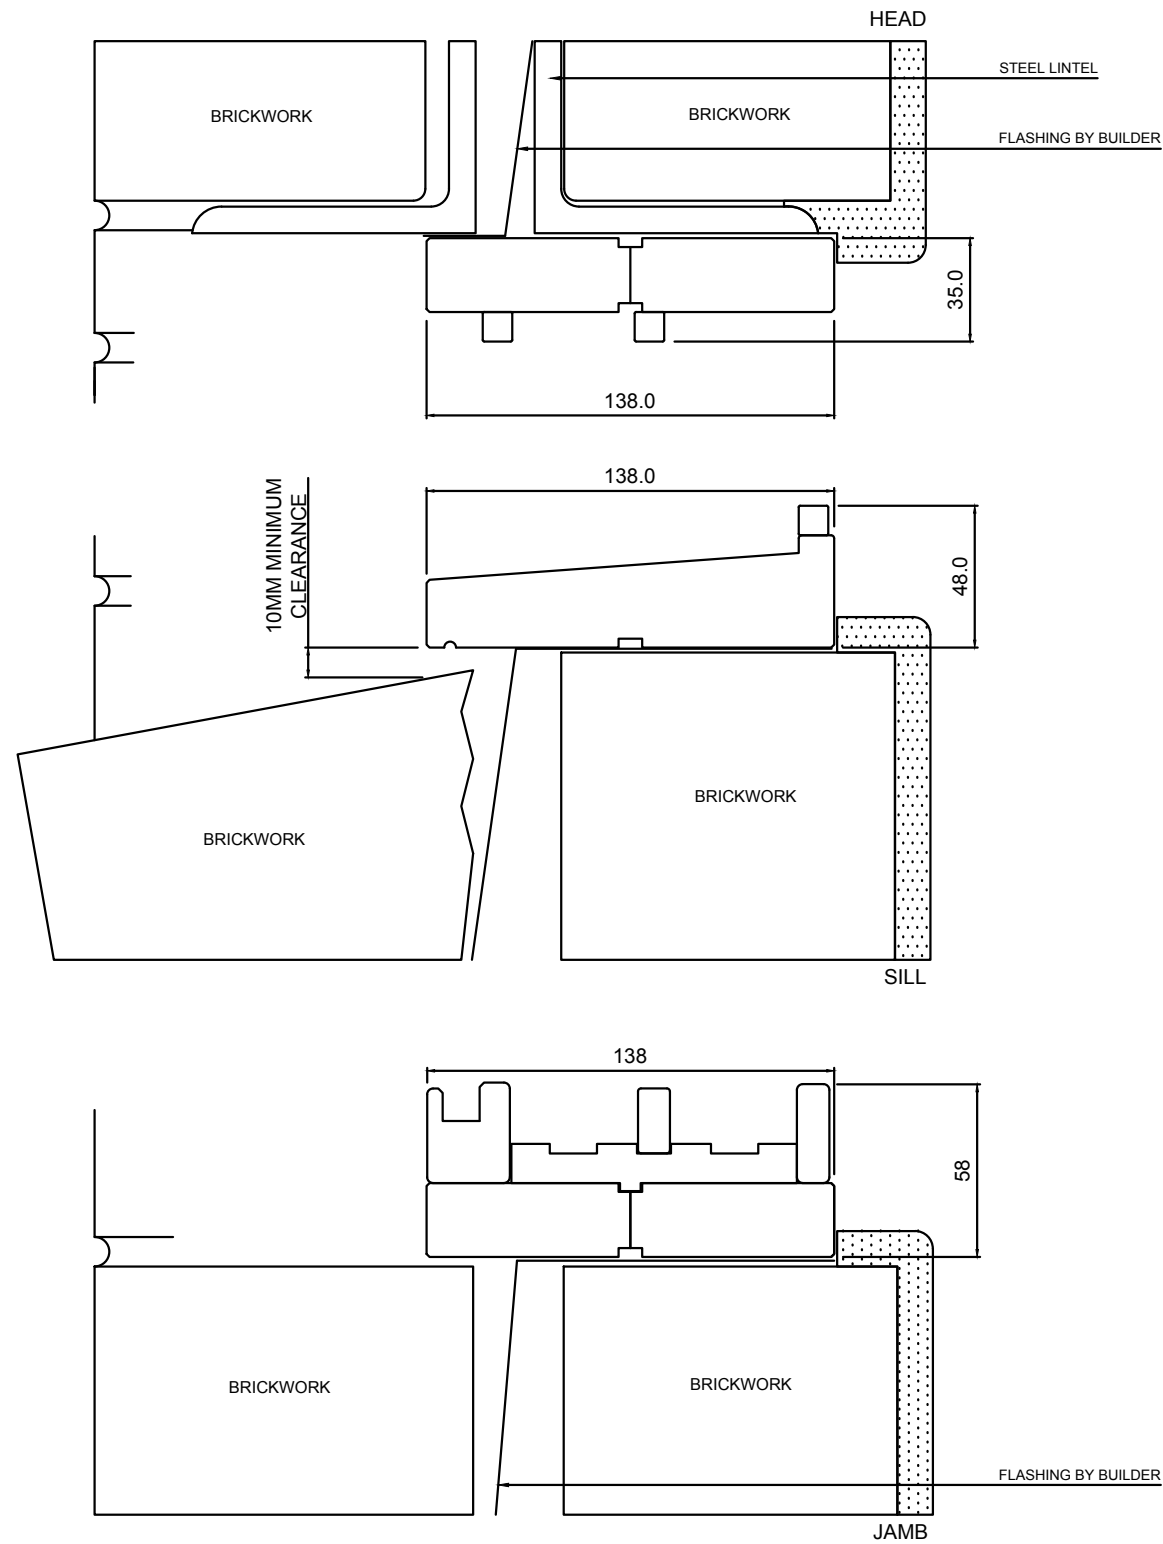 HEAD
STEEL LINTEL
BRICKWORK
BRICKWORK
FLASHING BY BUILDER
35.0
138.0
138.0
10MM MINIMUM
CLEARANCE
48.0
BRICKWORK
BRICKWORK
SILL
138
58
BRICKWORK
BRICKWORK
FLASHING BY BUILDER
JAMB